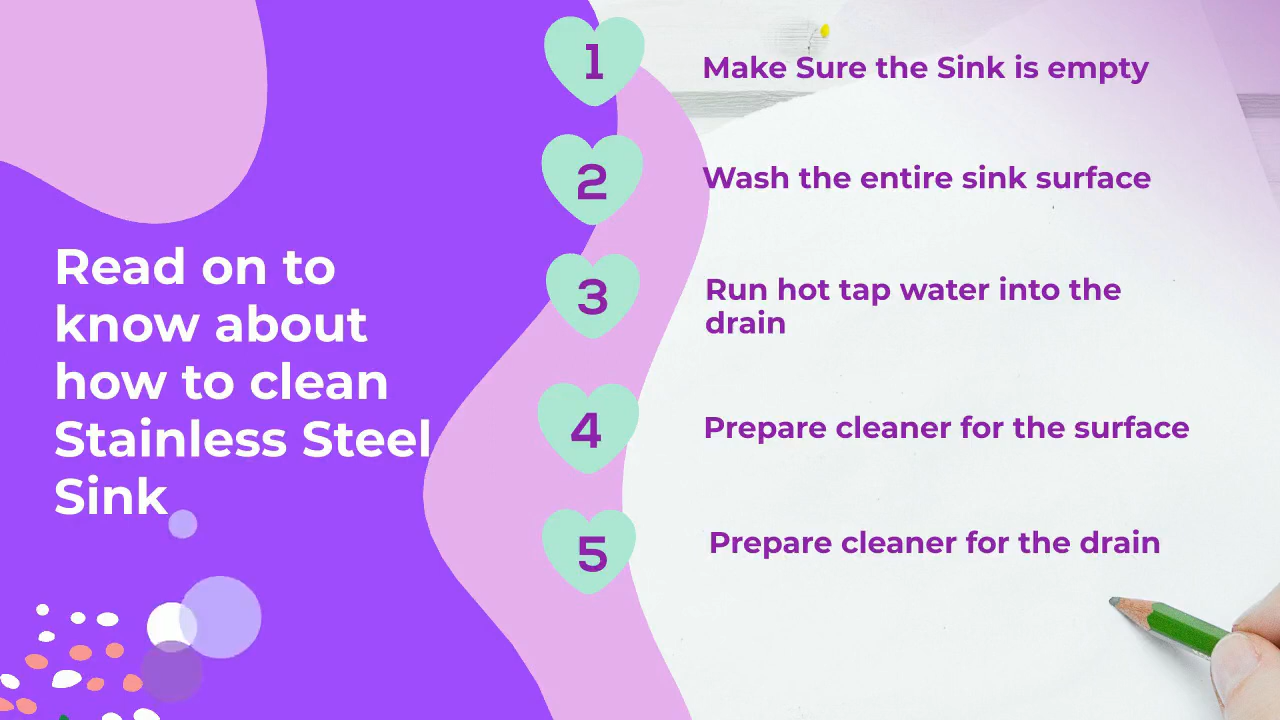 Read on to
know about
how to clean
Stainless Steel
Sink
1
Make Sure the Sink is empty
2
Wash the entire sink surface
3
Run hot tap water into the
drain
4
Prepare cleaner for the surface
5
Prepare cleaner for the drain